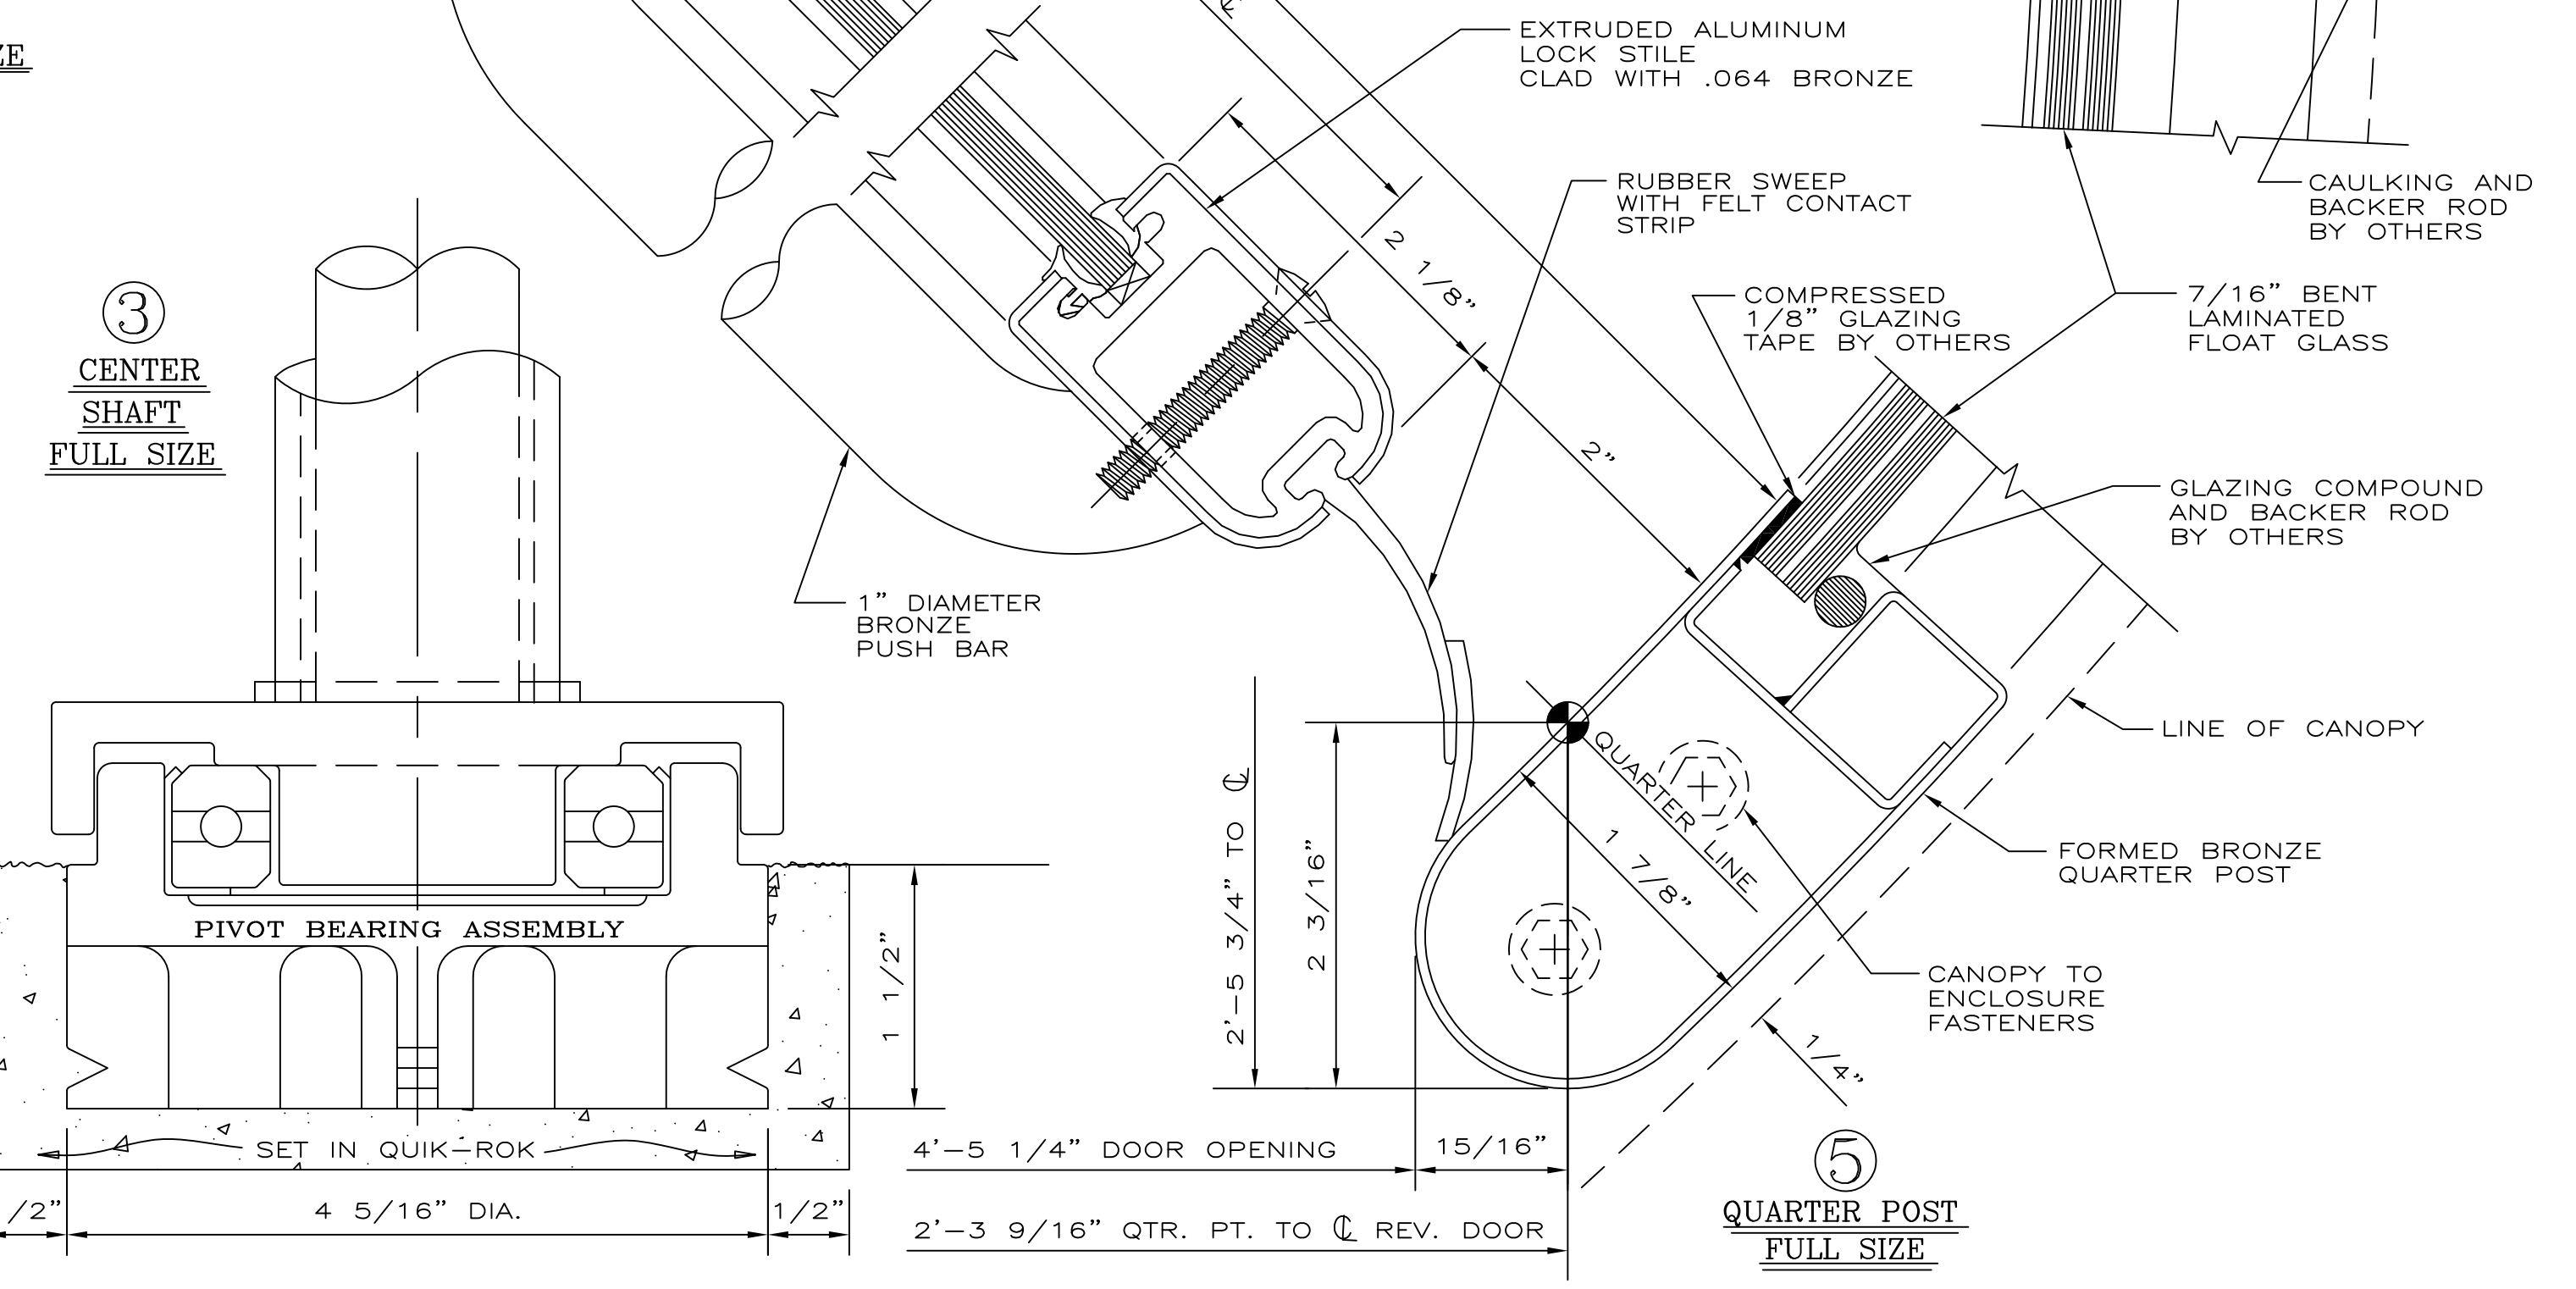 ZE
3
CENTER
SHAFT
FULL SIZE
PIVOT BEARING ASSEMBLY
SET IN QUIK-ROK
/2"
4 5/16" DIA.
1/2"
1 1/2"
1" DIAMETER
BRONZE
PUSH BAR
℄
EXTRUDED ALUMINUM
LOCK STILE
CLAD WITH .064 BRONZE
RUBBER SWEEP
WITH FELT CONTACT
STRIP
2 1/8"
2"
COMPRESSED
1/8" GLAZING
TAPE BY OTHERS
CAULKING AND
BACKER ROD
BY OTHERS
7/16" BENT
LAMINATED
FLOAT GLASS
GLAZING COMPOUND
AND BACKER ROD
BY OTHERS
LINE OF CANOPY
FORMED BRONZE
QUARTER POST
CANOPY TO
ENCLOSURE
FASTENERS
QUARTER LINE
1 7/8"
1/4"
2'-5 3/4" TO ℄
2 3/16"
4'-5 1/4" DOOR OPENING
15/16"
2'-3 9/16" QTR. PT. TO ℄ REV. DOOR
5
QUARTER POST
FULL SIZE